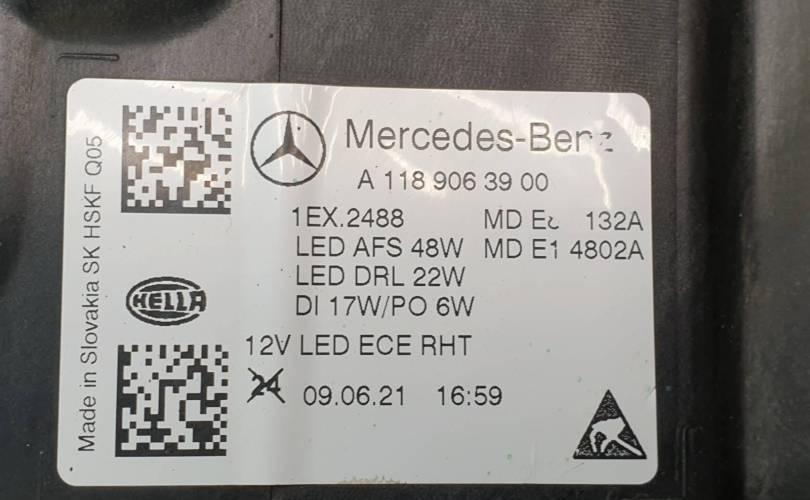 Mercedes-Benz
A 118 906 39 00
1EX.2488
LED AFS 48W MD E1 4802A
LED DRL 22W
DI 17W/PO 6W
12V LED ECE RHT
24 09.06.21 16:59
HELLA
Made in Slovakia SK HSKF Q05
MD 132A